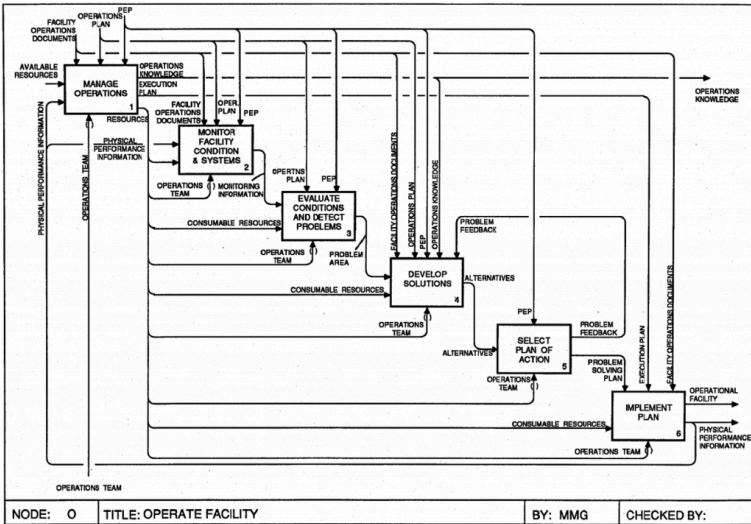 FACILITY
OPERATIONS
DOCUMENTS
OPERATIONS
PLAN
PEP
AVAILABLE
RESOURCES
MANAGE
OPERATIONS
1
OPERATIONS
KNOWLEDGE
EXECUTION
PLAN
RESOURCES
OPERATIONS
KNOWLEDGE
PHYSICAL PERFORMANCE INFORMATION
OPERATIONS TEAM
FACILITY
OPERATIONS
DOCUMENTS
OPER.
PLAN
PEP
PHYSICAL
PERFORMANCE
INFORMATION
MONITOR
FACILITY
CONDITION
& SYSTEMS
2
OPERATIONS
TEAM
MONITORING
INFORMATION
OPERTNS
PLAN
PEP
CONSUMABLE RESOURCES
EVALUATE
CONDITIONS
AND DETECT
PROBLEMS
3
OPERATIONS
TEAM
PROBLEM
AREA
FACILITY OPERATIONS DOCUMENTS
OPERATIONS PLAN
PEP
OPERATIONS KNOWLEDGE
PROBLEM
FEEDBACK
CONSUMABLE RESOURCES
DEVELOP
SOLUTIONS
4
ALTERNATIVES
OPERATIONS
TEAM
PEP
ALTERNATIVES
SELECT
PLAN OF
ACTION
5
PROBLEM
FEEDBACK
PROBLEM
SOLVING
PLAN
OPERATIONS
TEAM
EXECUTION PLAN
FACILITY OPERATIONS DOCUMENTS
CONSUMABLE RESOURCES
IMPLEMENT
PLAN
6
OPERATIONAL
FACILITY
PHYSICAL
PERFORMANCE
INFORMATION
OPERATIONS TEAM
OPERATIONS TEAM
NODE: O
TITLE: OPERATE FACILITY
BY: MMG
CHECKED BY: